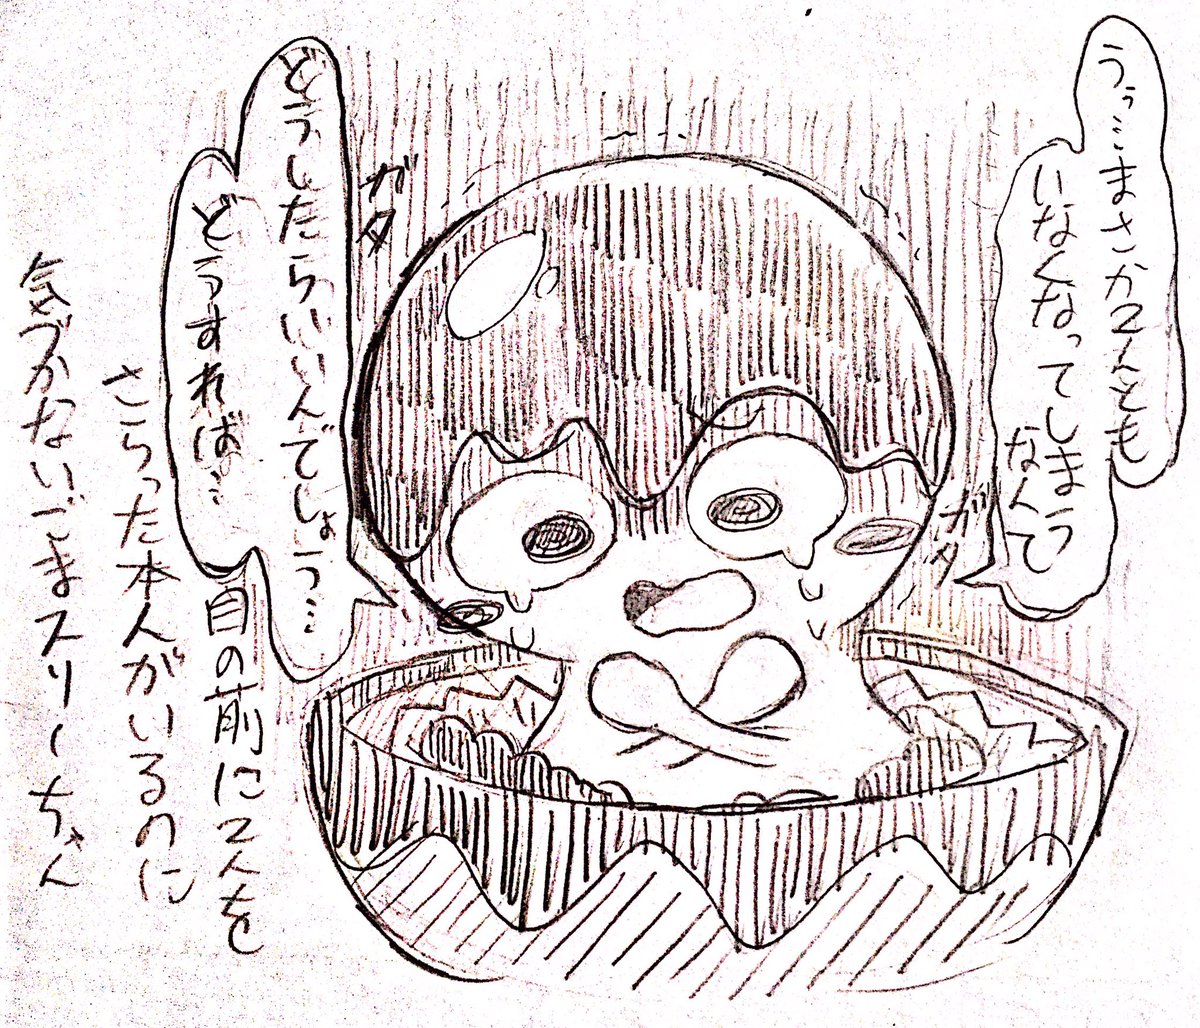 うぅ…まさか2人とも
いなくなってしまう
なんて
ガタ
ガタ
どうしたらいいんでしょう…
どうすれば…
目の前に2人を
さらった本人がいるのに
気づかないごまスリーちゃん